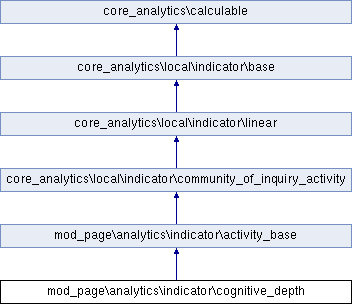 core_analytics\calculable
core_analytics\local\indicator\base
core_analytics\local\indicator\linear
core_analytics\local\indicator\community_of_inquiry_activity
mod_page\analytics\indicator\activity_base
mod_page\analytics\indicator\cognitive_depth